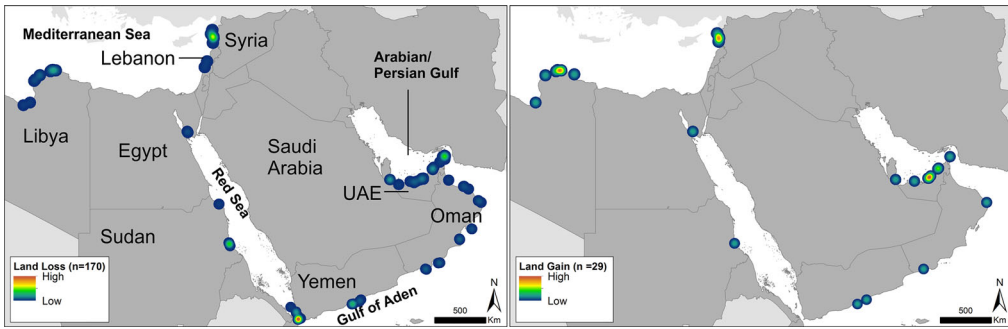 Mediterranean Sea
Syria
Lebanon
Arabian/
Persian Gulf
Libya
Egypt
Saudi
Arabia
Red Sea
UAE
Oman
Sudan
Yemen
Gulf of Aden
Land Loss (n=170)
High
Low
N
500
Km
Land Gain (n =29)
High
Low
N
500
Km